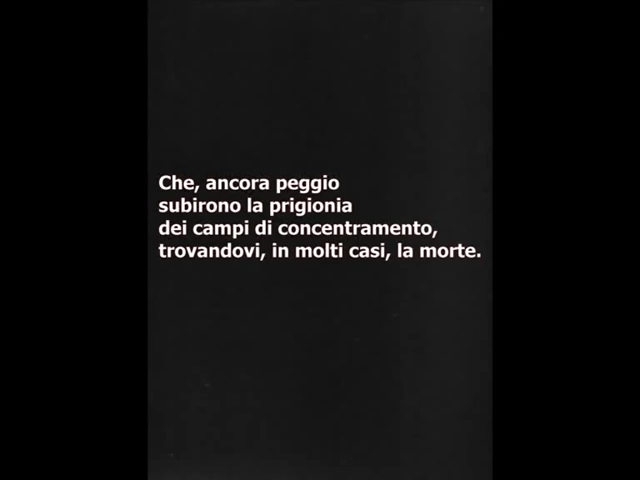 Che, ancora peggio
subirono la prigionia
dei campi di concentramento,
trovandovi, in molti casi, la morte.